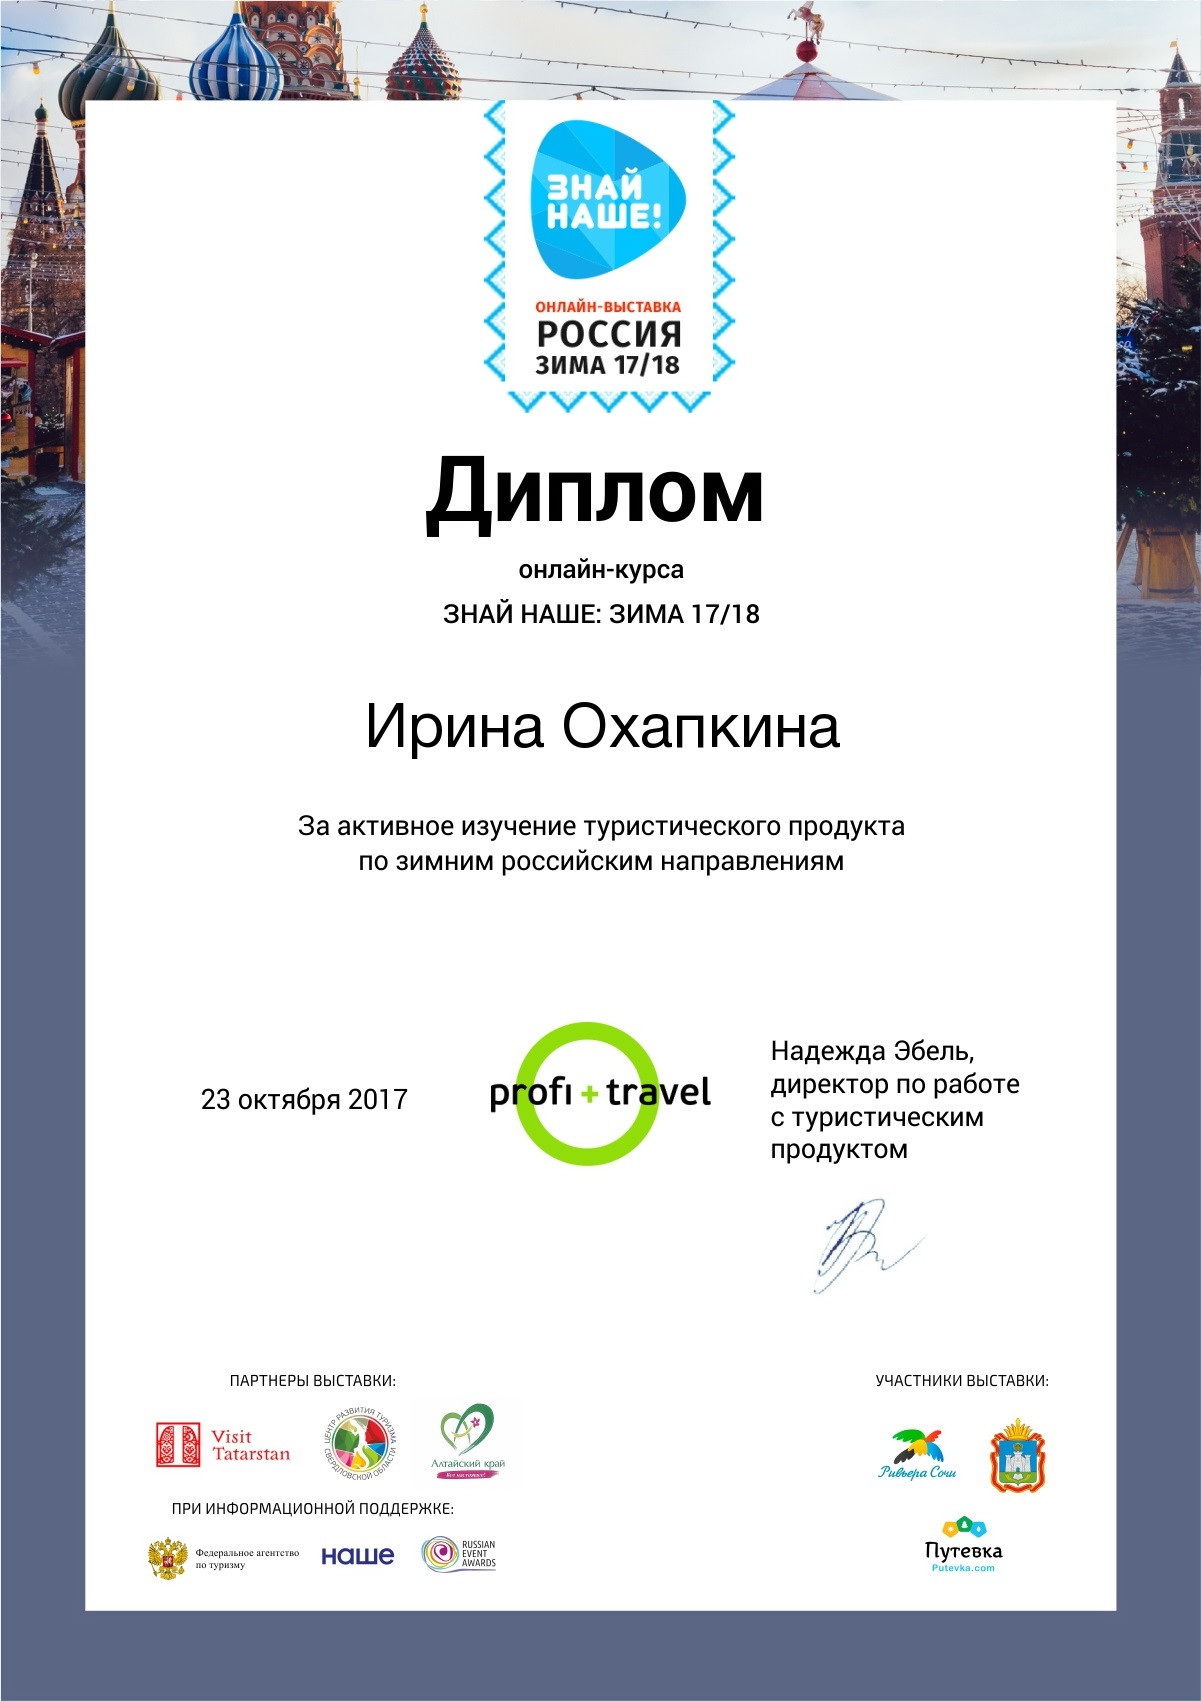 ЗНАЙ
НАШЕ!
ОНЛАЙН-ВЫСТАВКА
РОССИЯ
ЗИМА 17/18
Диплом
онлайн-курса
ЗНАЙ НАШЕ: ЗИМА 17/18
Ирина Охапкина
За активное изучение туристического продукта
по зимним российским направлениям
23 октября 2017
profi + travel
Надежда Эбель,
директор по работе
с туристическим
продуктом
ПАРТНЕРЫ ВЫСТАВКИ:
Visit
Tatarstan
ЦЕНТР РАЗВИТИЯ ТУРИЗМА
СВЕРДЛОВСКОЙ ОБЛАСТИ
Алтайский край
Всё настоящее!
ПРИ ИНФОРМАЦИОННОЙ ПОДДЕРЖКЕ:
Федеральное агентство
по туризму
наше
RUSSIAN
EVENT
AWARDS
УЧАСТНИКИ ВЫСТАВКИ:
Ривьера Сочи
Путевка
Putevka.com